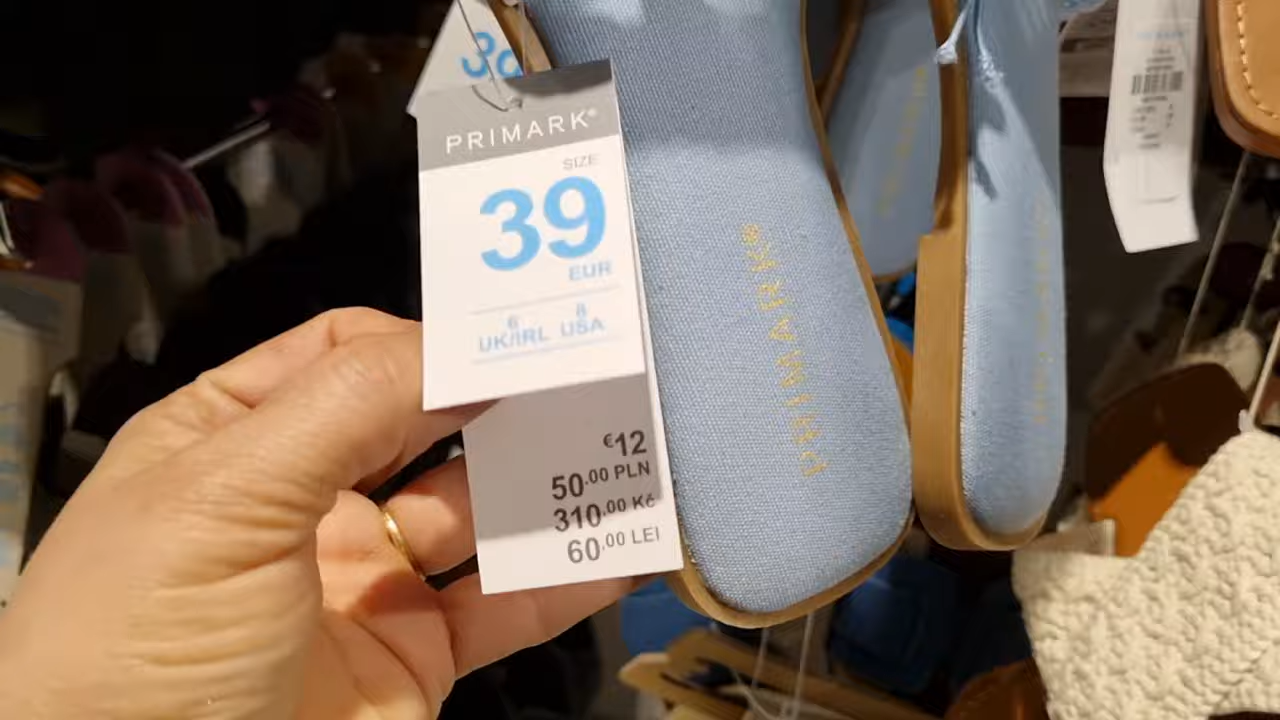 PRIMARK®
SIZE
39
EUR
6 8
UK/IRL USA
€12
50.00 PLN
310.00 Kč
60.00 LEI
PRIMARK®